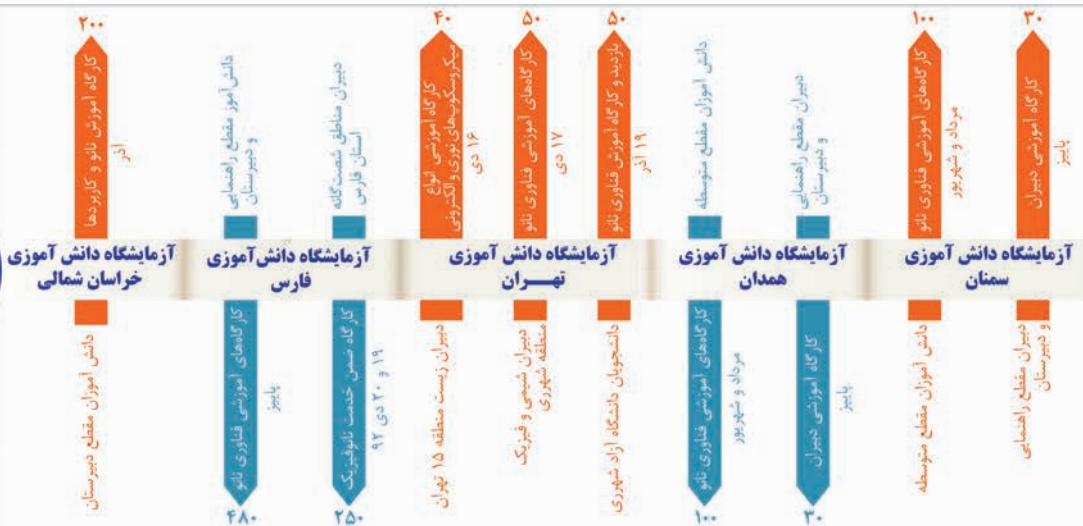 ۳۰
کارگاه آموزشی دبیران
پاییز
آزمایشگاه دانش آموزی
سمنان
دبیران مقطع راهنمایی
و دبیرستان
۱۰۰
کارگاه‌های آموزشی فناوری نانو
مرداد و شهریور
دانش آموزان مقطع متوسطه
دبیران مقطع راهنمایی
و دبیرستان
آزمایشگاه دانش آموزی
همدان
کارگاه آموزشی دبیران
پاییز
۳۰
دانش آموزان مقطع متوسطه
کارگاه‌های آموزشی فناوری نانو
مرداد و شهریور
۱۰۰
۵۰
بازدید و کارگاه آموزش فناوری نانو
۱۹ آذر
آزمایشگاه دانش آموزی
تهـــران
دانشجویان دانشگاه آزاد شهرری
۵۰
کارگاه‌های آموزشی فناوری نانو
۱۷ دی
دبیران شیمی و فیزیک
منطقه شهرری
۴۰
کارگاه آموزشی انواع
میکروسکوپ‌های نوری و الکترونی
۱۶ دی
دبیران زیست منطقه ۱۵ تهران
دبیران مناطق شصت‌گانه
استان فارس
آزمایشگاه دانش‌آموزی
فارس
کارگاه ضمن خدمت نانوفیزیک
۱۹ و ۲۰ دی ۹۲
۲۵۰
دانش‌آموز مقطع راهنمایی
و دبیرستان
کارگاه‌های آموزشی فناوری نانو
پاییز
۴۸۰
۲۰۰
کارگاه آموزش نانو و کاربردها
آذر
آزمایشگاه دانش آموزی
خراسان شمالی
دانش آموزان مقطع دبیرستان